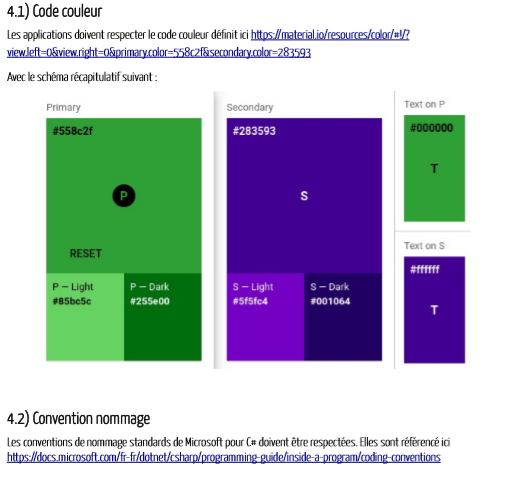 4.1) Code couleur
Les applications doivent respecter le code couleur définit ici https://material.io/resources/color/#!/?
view.left=0&view.right=0&primary.color=558c2f&secondary.color=283593
Avec le schéma récapitulatif suivant :
Primary
#558c2f
P
RESET
P — Light
#85bc5c
P — Dark
#255e00
Secondary
#283593
S
S — Light
#5f5fc4
S — Dark
#001064
Text on P
#000000
T
Text on S
#ffffff
T
4.2) Convention nommage
Les conventions de nommage standards de Microsoft pour C# doivent être respectées. Elles sont référencé ici
https://docs.microsoft.com/fr-fr/dotnet/csharp/programming-guide/inside-a-program/coding-conventions